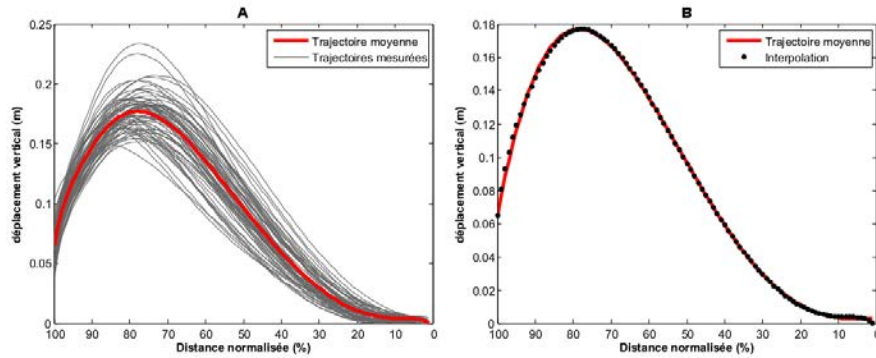 A
Trajectoire moyenne
Trajectoires mesurées
déplacement vertical (m)
0.25
0.2
0.15
0.1
0.05
0
100 90 80 70 60 50 40 30 20 10 0
Distance normalisée (%)
B
Trajectoire moyenne
Interpolation
déplacement vertical (m)
0.18
0.16
0.14
0.12
0.1
0.08
0.06
0.04
0.02
0
100 90 80 70 60 50 40 30 20 10 0
Distance normalisée (%)